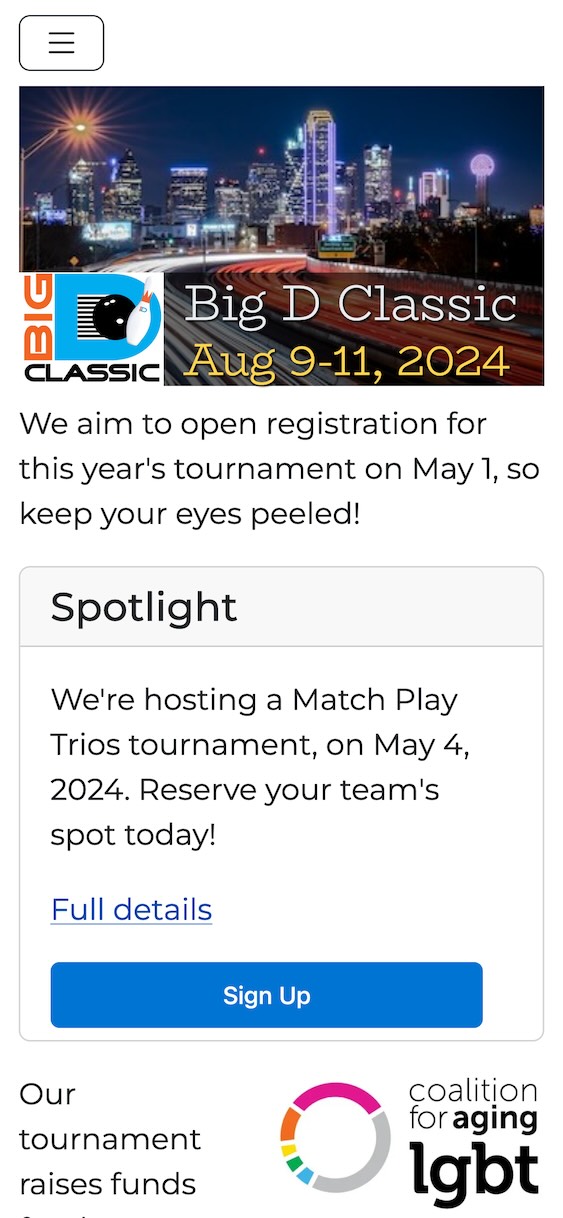 Big D Classic
Aug 9-11, 2024
BIG
D
CLASSIC
We aim to open registration for
this year's tournament on May 1, so
keep your eyes peeled!
Spotlight
We're hosting a Match Play
Trios tournament, on May 4,
2024. Reserve your team's
spot today!
Full details
Sign Up
Our
tournament
raises funds
coalition
for aging
lgbt